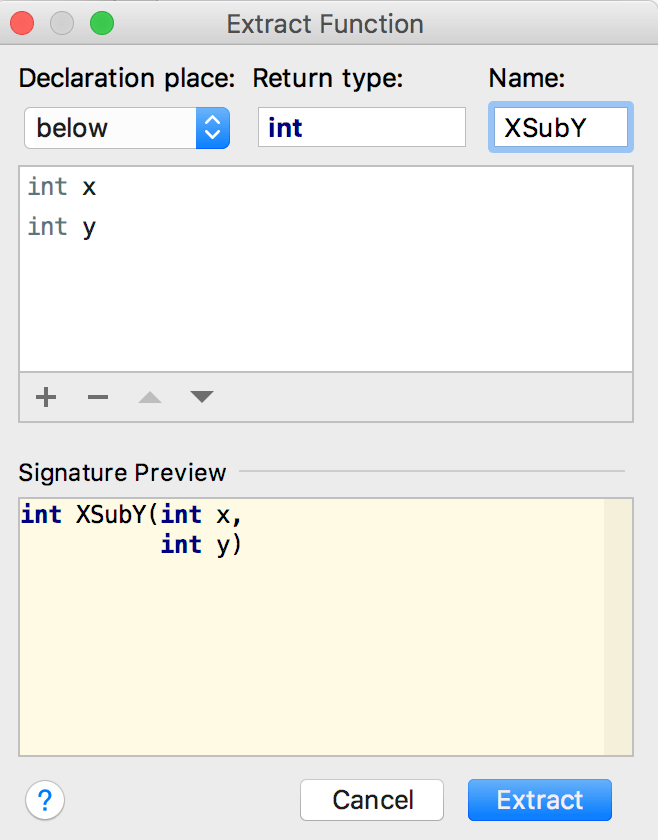 Extract Function
Declaration place: Return type: Name:
below int XSubY
int x
int y
Signature Preview
int XSubY(int x,
int y)
? Cancel Extract